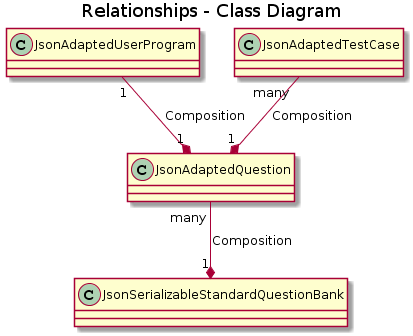 Relationships - Class Diagram
C JsonAdaptedUserProgram
C JsonAdaptedTestCase
1
many
Composition
Composition
1
1
C JsonAdaptedQuestion
many
Composition
1
C JsonSerializableStandardQuestionBank